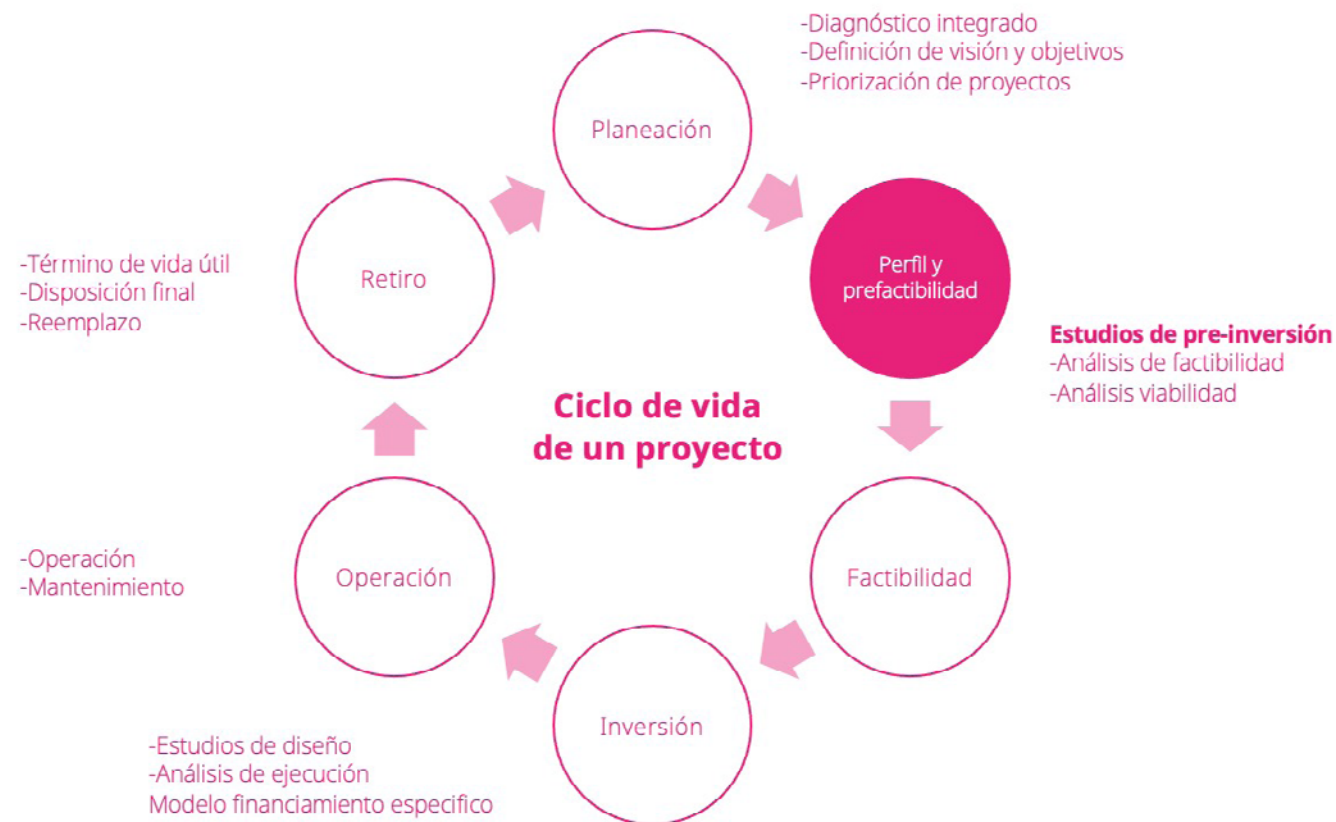 -Diagnóstico integrado
-Definición de visión y objetivos
-Priorización de proyectos
Planeación
Perfil y
prefactibilidad
Estudios de pre-inversión
-Análisis de factibilidad
-Análisis viabilidad
Factibilidad
Inversión
-Estudios de diseño
-Análisis de ejecución
Modelo financiamiento especifico
Operación
-Operación
-Mantenimiento
Retiro
-Término de vida útil
-Disposición final
-Reemplazo
Ciclo de vida
de un proyecto